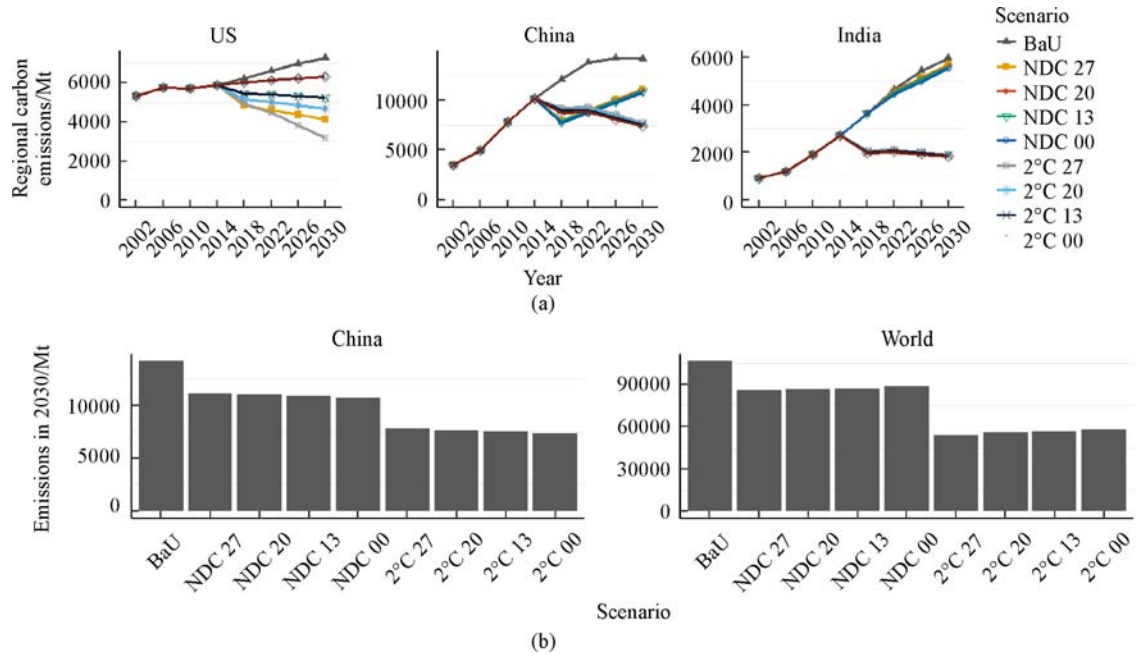 US
China
India
Regional carbon
emissions/Mt
6000
4000
2000
0
10000
5000
0
6000
4000
2000
0
2002
2006
2010
2014
2018
2022
2026
2030
2002
2006
2010
2014
2018
2022
2026
2030
2002
2006
2010
2014
2018
2022
2026
2030
Year
(a)
Scenario
BaU
NDC 27
NDC 20
NDC 13
NDC 00
2°C 27
2°C 20
2°C 13
2°C 00
China
World
Emissions in 2030/Mt
10000
5000
0
90000
60000
30000
0
BaU
NDC 27
NDC 20
NDC 13
NDC 00
2°C 27
2°C 20
2°C 13
2°C 00
BaU
NDC 27
NDC 20
NDC 13
NDC 00
2°C 27
2°C 20
2°C 13
2°C 00
Scenario
(b)